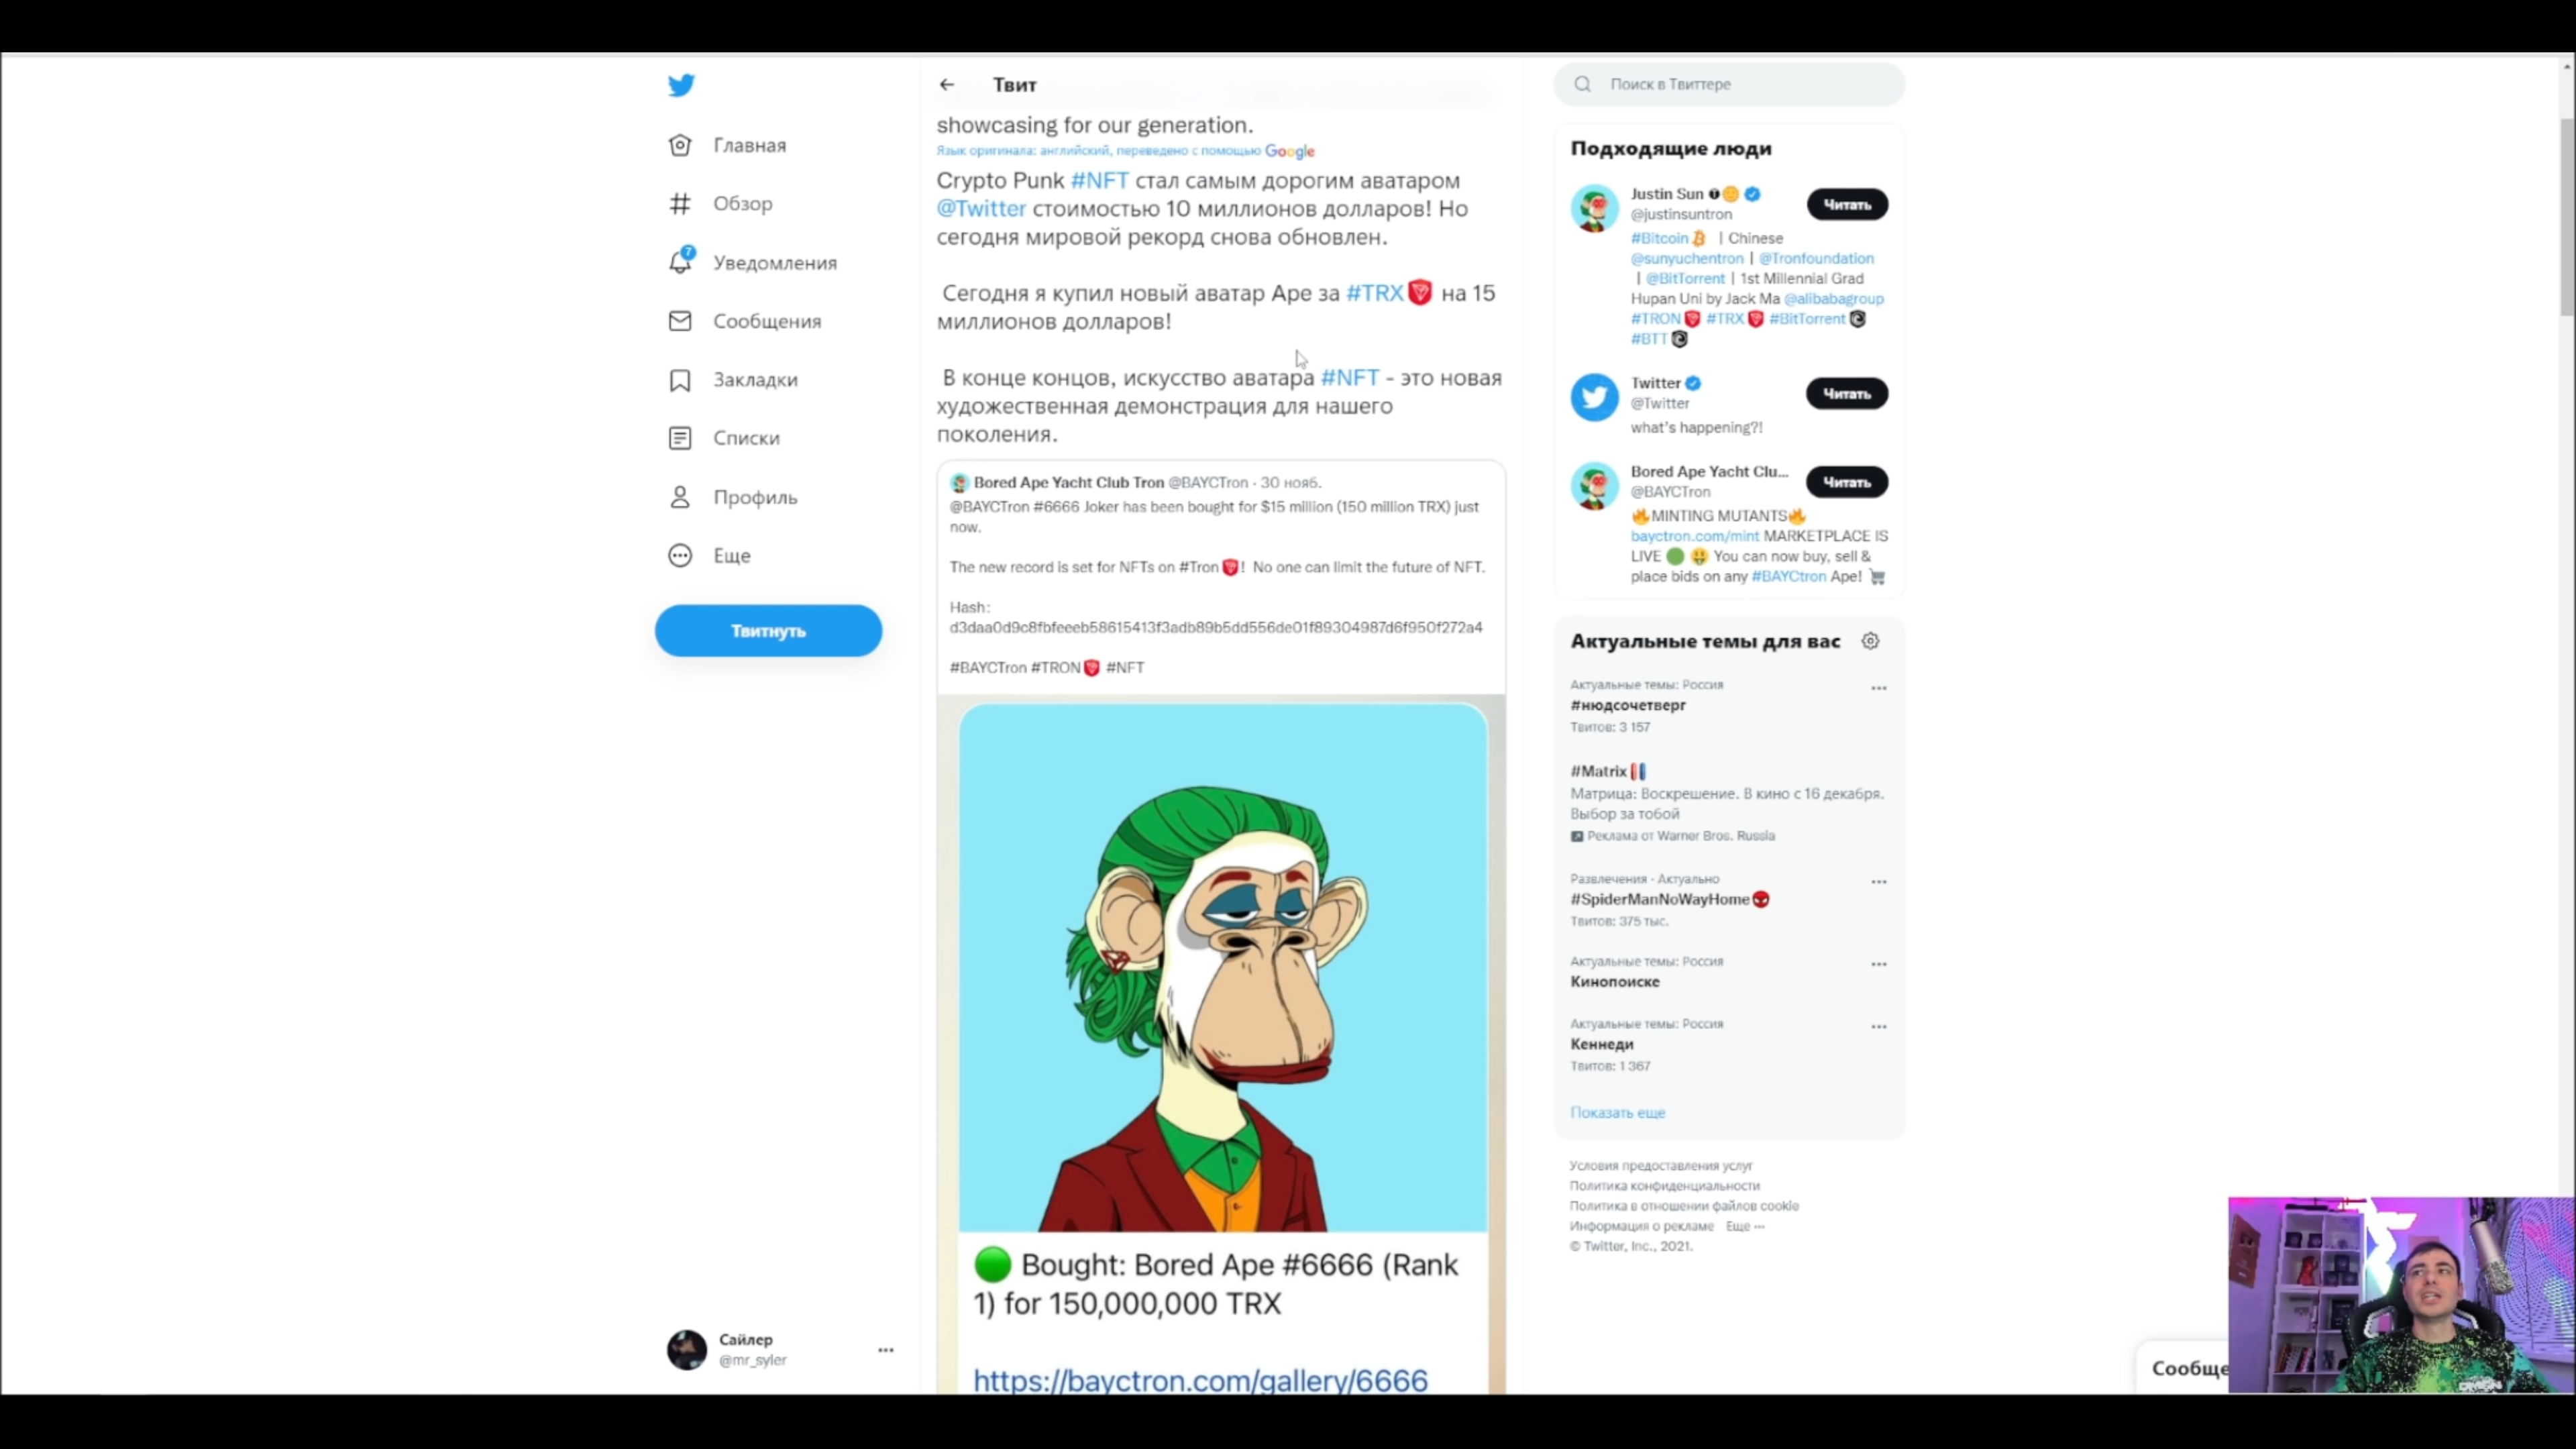 Главная
Обзор
7
Уведомления
Сообщения
Закладки
Списки
Профиль
Еще
Твитнуть
Сайлер
@mr_syler
Твит
showcasing for our generation.
Язык оригинала: английский, переведено с помощью Google
Crypto Punk #NFT стал самым дорогим аватаром
@Twitter стоимостью 10 миллионов долларов! Но
сегодня мировой рекорд снова обновлен.
Сегодня я купил новый аватар Ape за #TRX на 15
миллионов долларов!
В конце концов, искусство аватара #NFT - это новая
художественная демонстрация для нашего
поколения.
Bored Ape Yacht Club Tron @BAYCTron · 30 нояб.
@BAYCTron #6666 Joker has been bought for $15 million (150 million TRX) just
now.
The new record is set for NFTs on #Tron ! No one can limit the future of NFT.
Hash:
d3daa0d9c8fbfeeeb58615413f3adb89b5dd556de01f89304987d6f950f272a4
#BAYCTron #TRON #NFT
Bought: Bored Ape #6666 (Rank
1) for 150,000,000 TRX
https://bayctron.com/gallery/6666
Поиск в Твиттере
Подходящие люди
Justin Sun
@justinsuntron
Читать
#Bitcoin | Chinese
@sunyuchentron | @Tronfoundation
| @BitTorrent | 1st Millennial Grad
Hupan Uni by Jack Ma @alibabagroup
#TRON #TRX #BitTorrent
#BTT
Twitter
@Twitter
Читать
what's happening?!
Bored Ape Yacht Clu...
@BAYCTron
Читать
MINTING MUTANTS
bayctron.com/mint MARKETPLACE IS
LIVE You can now buy, sell &
place bids on any #BAYCtron Ape!
Актуальные темы для вас
Актуальные темы: Россия
#нюдсочетверг
Твитов: 3 157
#Matrix
Матрица: Воскрешение. В кино с 16 декабря.
Выбор за тобой
Реклама от Warner Bros. Russia
Развлечения · Актуально
#SpiderManNoWayHome
Твитов: 375 тыс.
Актуальные темы: Россия
Кинопоиске
Актуальные темы: Россия
Кеннеди
Твитов: 1 367
Показать еще
Условия предоставления услуг
Политика конфиденциальности
Политика в отношении файлов cookie
Информация о рекламе Еще ···
© Twitter, Inc., 2021.
Сообще